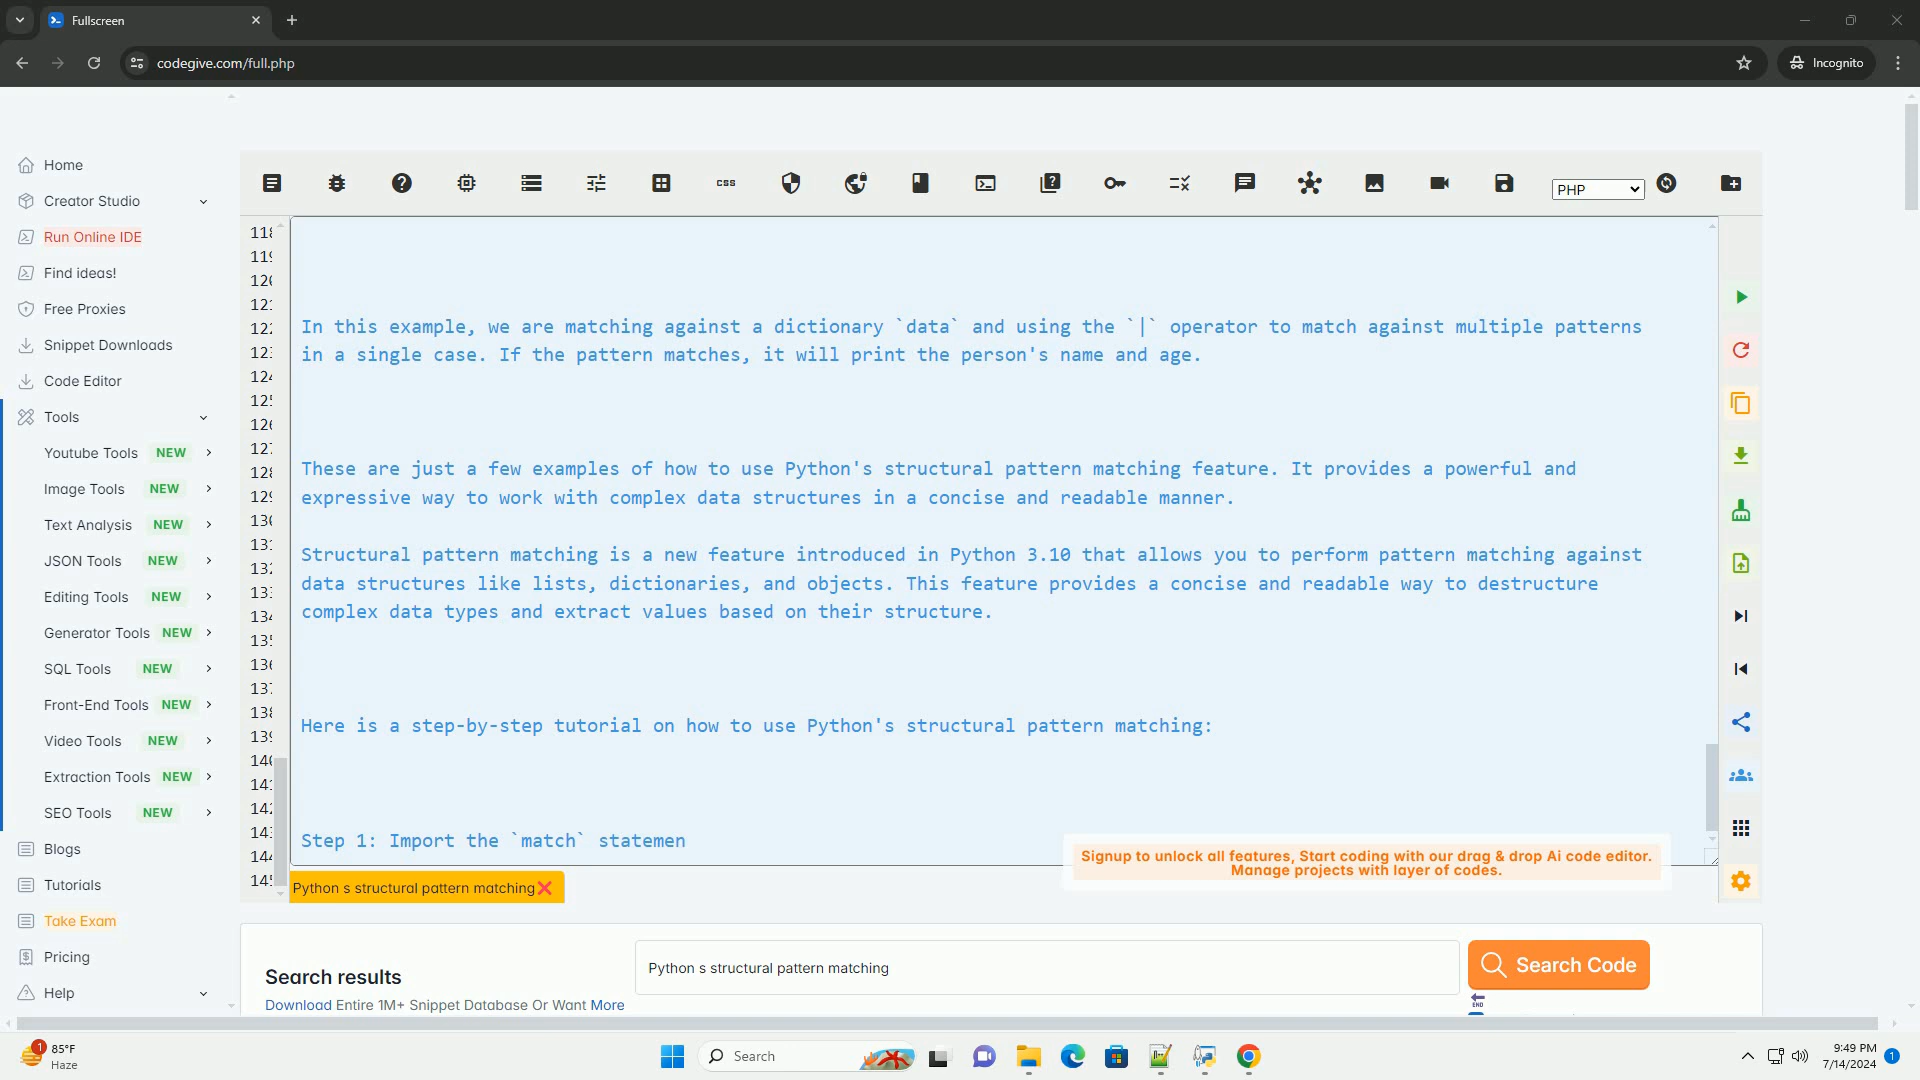 Fullscreen
codegive.com/full.php
Incognito
Home
Creator Studio
Run Online IDE
Find ideas!
Free Proxies
Snippet Downloads
Code Editor
Tools
Youtube Tools NEW
Image Tools NEW
Text Analysis NEW
JSON Tools NEW
Editing Tools NEW
Generator Tools NEW
SQL Tools NEW
Front-End Tools NEW
Video Tools NEW
Extraction Tools NEW
SEO Tools NEW
Blogs
Tutorials
Take Exam
Pricing
Help
css
PHP
In this example, we are matching against a dictionary `data` and using the `|` operator to match against multiple patterns
in a single case. If the pattern matches, it will print the person's name and age.
These are just a few examples of how to use Python's structural pattern matching feature. It provides a powerful and
expressive way to work with complex data structures in a concise and readable manner.
Structural pattern matching is a new feature introduced in Python 3.10 that allows you to perform pattern matching against
data structures like lists, dictionaries, and objects. This feature provides a concise and readable way to destructure
complex data types and extract values based on their structure.
Here is a step-by-step tutorial on how to use Python's structural pattern matching:
Step 1: Import the `match` statemen
Signup to unlock all features, Start coding with our drag & drop Ai code editor.
Manage projects with layer of codes.
Python s structural pattern matching
Search results
Download Entire 1M+ Snippet Database Or Want More
Python s structural pattern matching
Search Code
END
1
85°F
Haze
Search
9:49 PM
7/14/2024
1